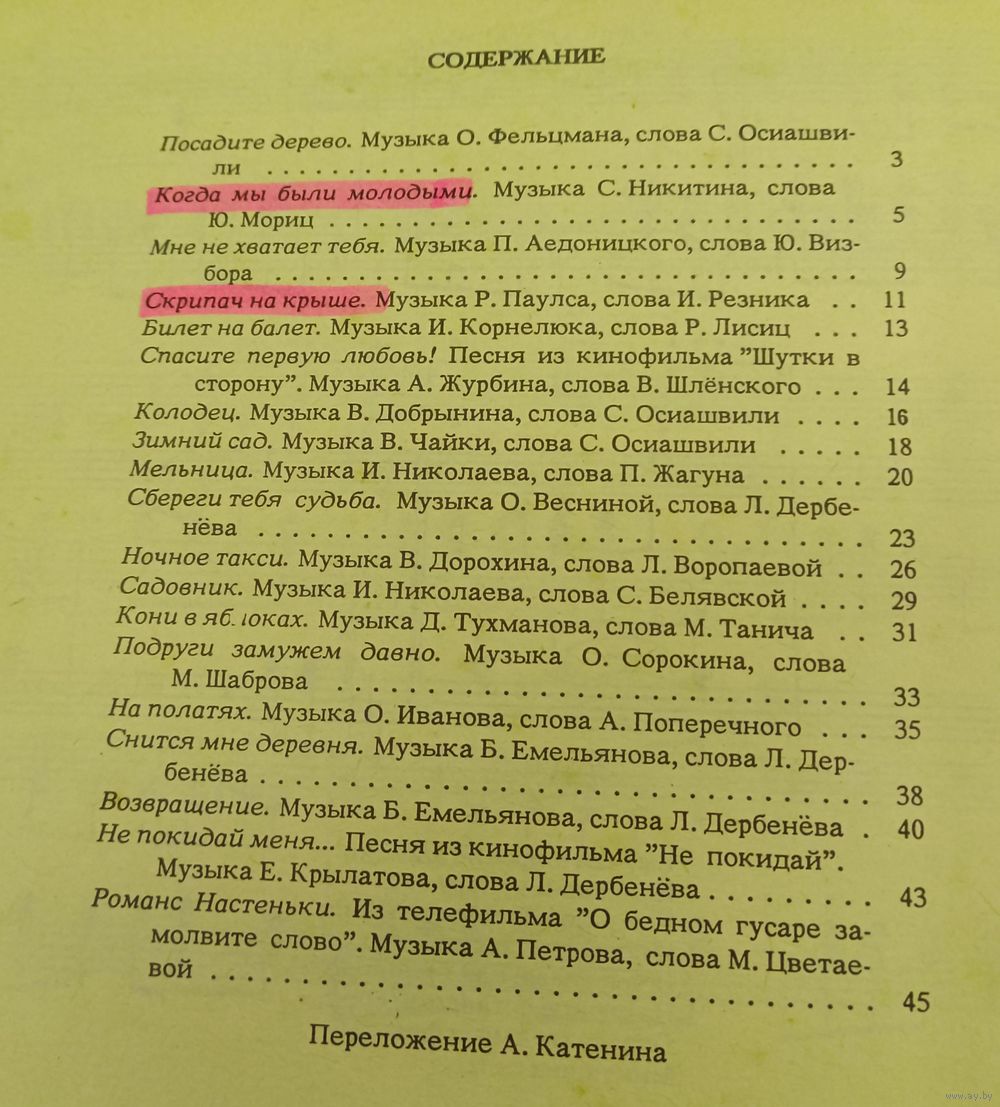 СОДЕРЖАНИЕ
Посадите дерево. Музыка О. Фельцмана, слова С. Осиашви-
ли . . . . . . . . . . . . . . . . . . . . . . . . . . . . . . . . . . . . 3
Когда мы были молодыми. Музыка С. Никитина, слова
Ю. Мориц . . . . . . . . . . . . . . . . . . . . . . . . . . . . . . . . 5
Мне не хватает тебя. Музыка П. Аедоницкого, слова Ю. Виз-
бора . . . . . . . . . . . . . . . . . . . . . . . . . . . . . . . . . . . 9
Скрипач на крыше. Музыка Р. Паулса, слова И. Резника . . 11
Билет на балет. Музыка И. Корнелюка, слова Р. Лисиц . . . 13
Спасите первую любовь! Песня из кинофильма ”Шутки в
сторону”. Музыка А. Журбина, слова В. Шлёнского . . . 14
Колодец. Музыка В. Добрынина, слова С. Осиашвили . . . . 16
Зимний сад. Музыка В. Чайки, слова С. Осиашвили . . . . . 18
Мельница. Музыка И. Николаева, слова П. Жагуна . . . . . . 20
Сбереги тебя судьба. Музыка О. Весниной, слова Л. Дербе-
нёва . . . . . . . . . . . . . . . . . . . . . . . . . . . . . . . . . . . 23
Ночное такси. Музыка В. Дорохина, слова Л. Воропаевой . . 26
Садовник. Музыка И. Николаева, слова С. Белявской . . . . 29
Кони в яблоках. Музыка Д. Тухманова, слова М. Танича . . 31
Подруги замужем давно. Музыка О. Сорокина, слова
М. Шаброва . . . . . . . . . . . . . . . . . . . . . . . . . . . . . . 33
На полатях. Музыка О. Иванова, слова А. Поперечного . . . 35
Снится мне деревня. Музыка Б. Емельянова, слова Л. Дер-
бенёва . . . . . . . . . . . . . . . . . . . . . . . . . . . . . . . . . . 38
Возвращение. Музыка Б. Емельянова, слова Л. Дербенёва . 40
Не покидай меня... Песня из кинофильма ”Не покидай”.
Музыка Е. Крылатова, слова Л. Дербенёва . . . . . . . . . 43
Романс Настеньки. Из телефильма ”О бедном гусаре за-
молвите слово”. Музыка А. Петрова, слова М. Цветае-
вой . . . . . . . . . . . . . . . . . . . . . . . . . . . . . . . . . . . . 45
Переложение А. Катенина
www.ay.by